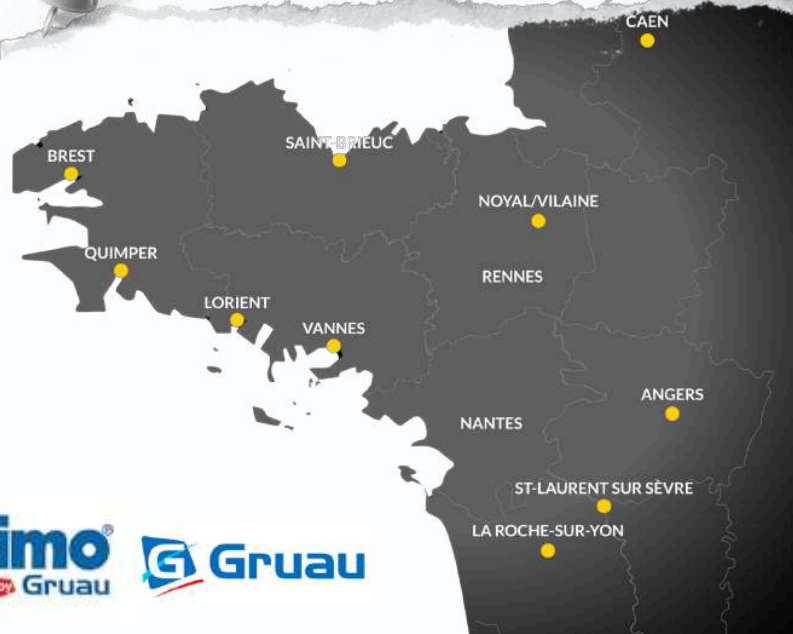 CAEN
SAINT-BRIEUC
BREST
NOYAL/VILAINE
QUIMPER
RENNES
LORIENT
VANNES
ANGERS
NANTES
ST-LAURENT SUR SÈVRE
LA ROCHE-SUR-YON
imo®
by Gruau
G Gruau